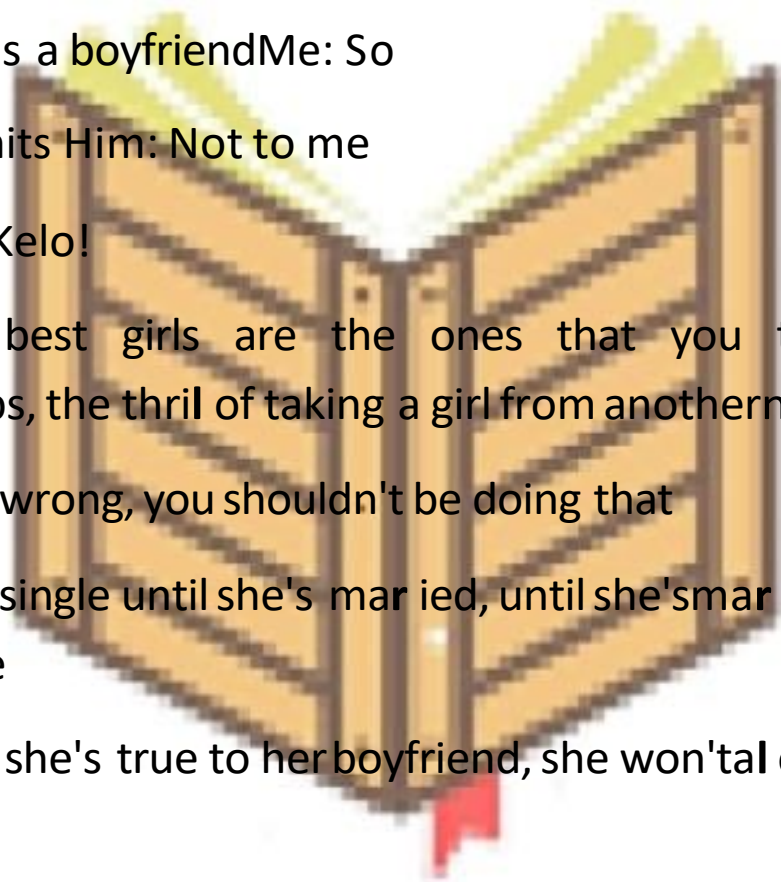 s a boyfriendMe: So
its Him: Not to me
Kelo!
best girls are the ones that you
os, the thril of taking a girl from another
wrong, you shouldn't be doing that
single until she's mar ied, until she'smar
e
she's true to her boyfriend, she won'tal